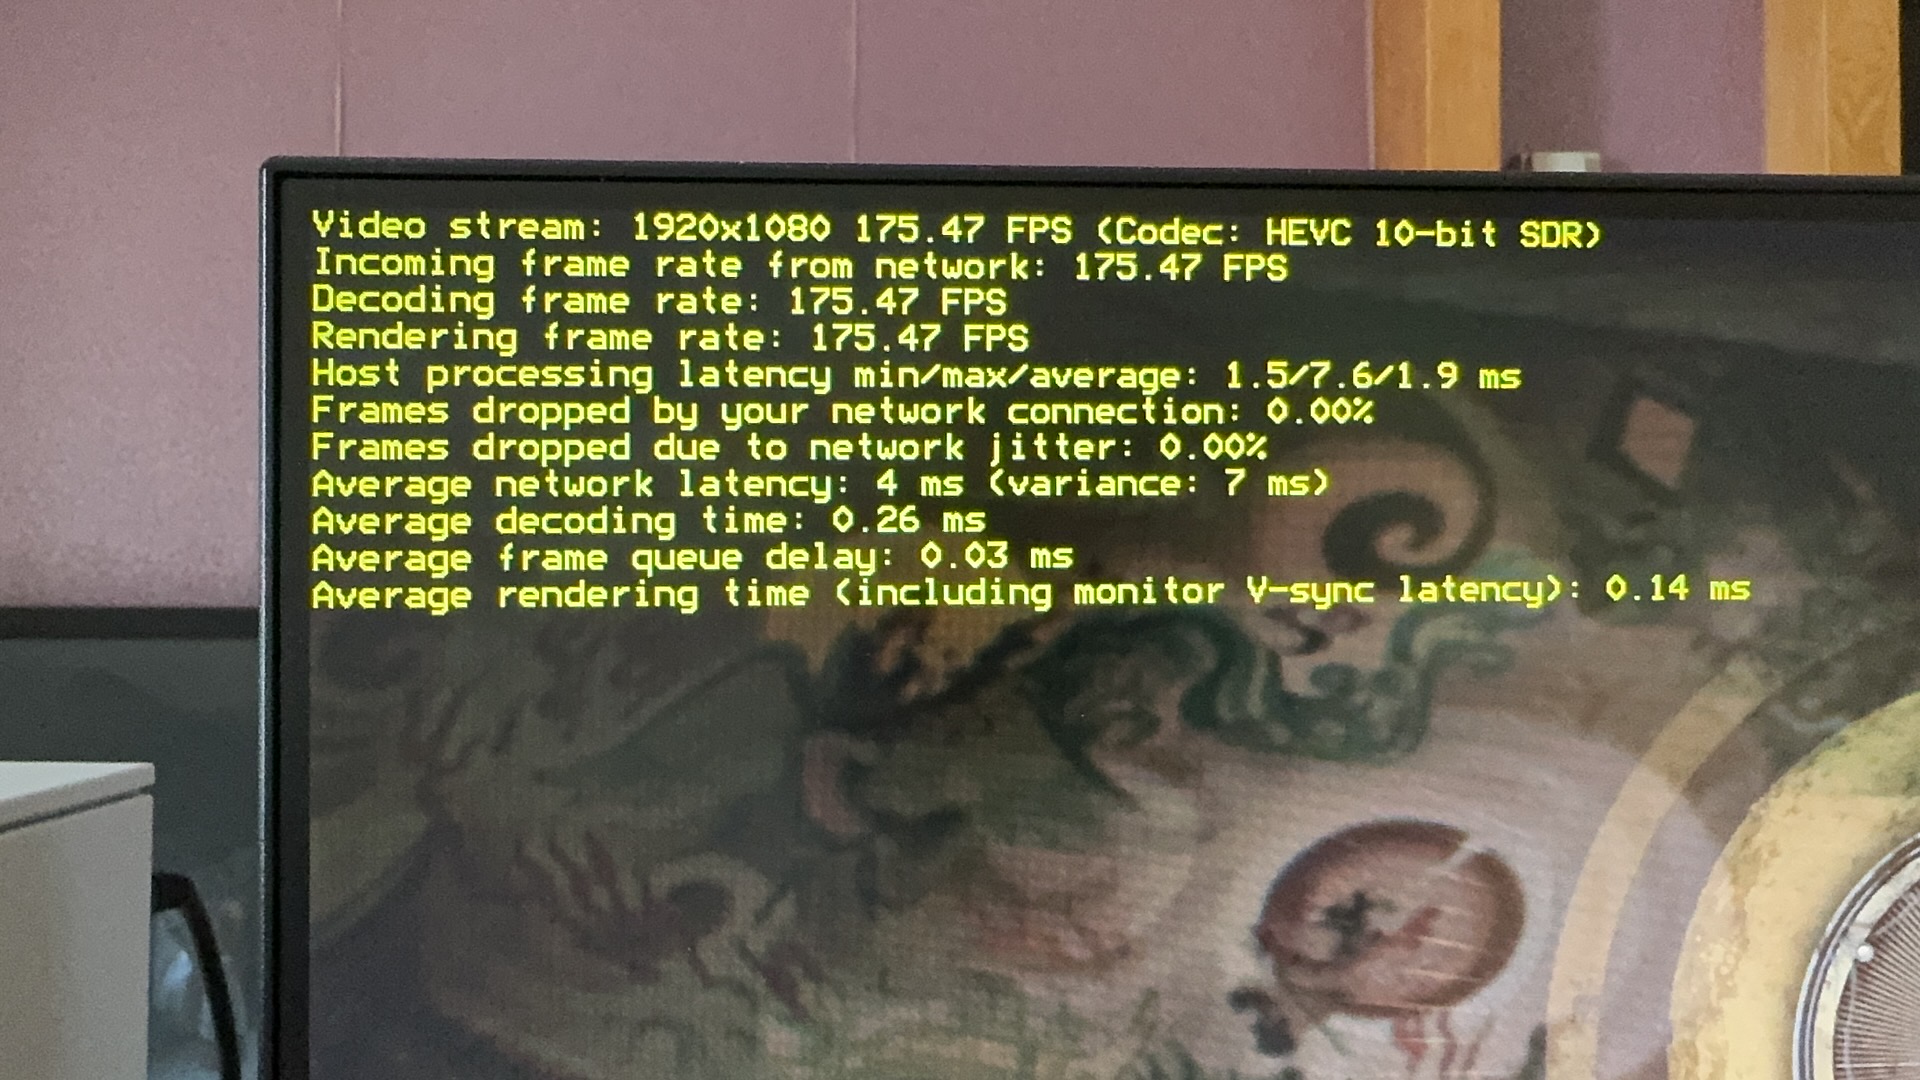 Video stream: 1920x1080 175.47 FPS (Codec: HEVC 10-bit SDR)
Incoming frame rate from network: 175.47 FPS
Decoding frame rate: 175.47 FPS
Rendering frame rate: 175.47 FPS
Host processing latency min/max/average: 1.5/7.6/1.9 ms
Frames dropped by your network connection: 0.00%
Frames dropped due to network jitter: 0.00%
Average network latency: 4 ms (variance: 7 ms)
Average decoding time: 0.26 ms
Average frame queue delay: 0.03 ms
Average rendering time (including monitor V-sync latency): 0.14 ms